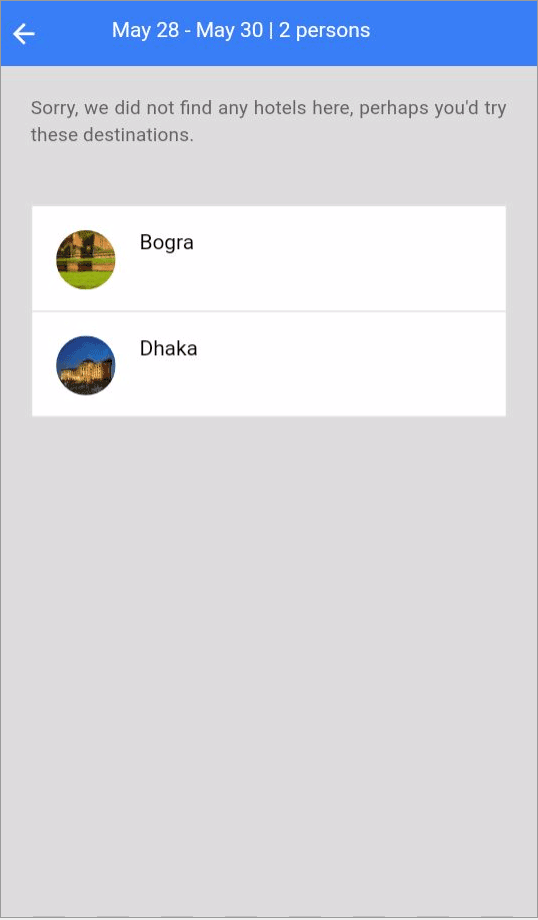 May 28 - May 30 | 2 persons
Sorry, we did not find any hotels here, perhaps you'd try
these destinations.
Bogra
Dhaka